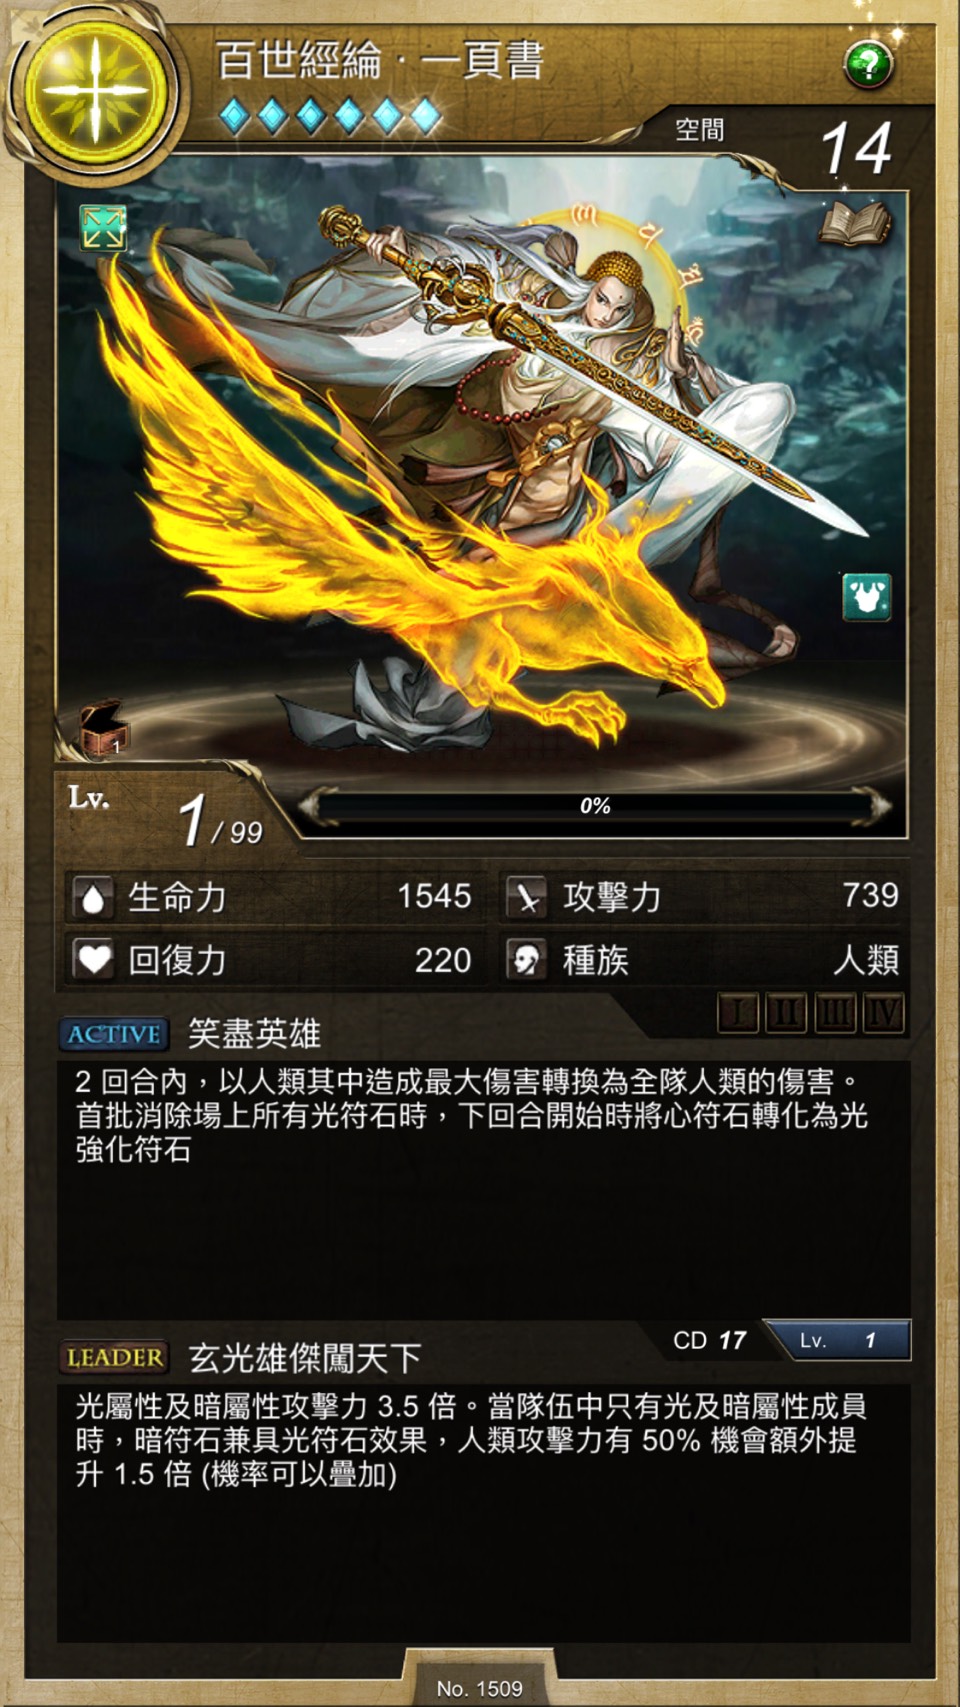 百世經綸 · 一頁書
空間 14
1
Lv. 1 / 99
0%
生命力 1545 攻擊力 739
回復力 220 種族 人類
I II III IV
ACTIVE 笑盡英雄
2 回合內，以人類其中造成最大傷害轉換為全隊人類的傷害。
首批消除場上所有光符石時，下回合開始時將心符石轉化為光
強化符石
CD 17 Lv. 1
LEADER 玄光雄傑闖天下
光屬性及暗屬性攻擊力 3.5 倍。當隊伍中只有光及暗屬性成員
時，暗符石兼具光符石效果，人類攻擊力有 50% 機會額外提
升 1.5 倍 (機率可以疊加)
No. 1509